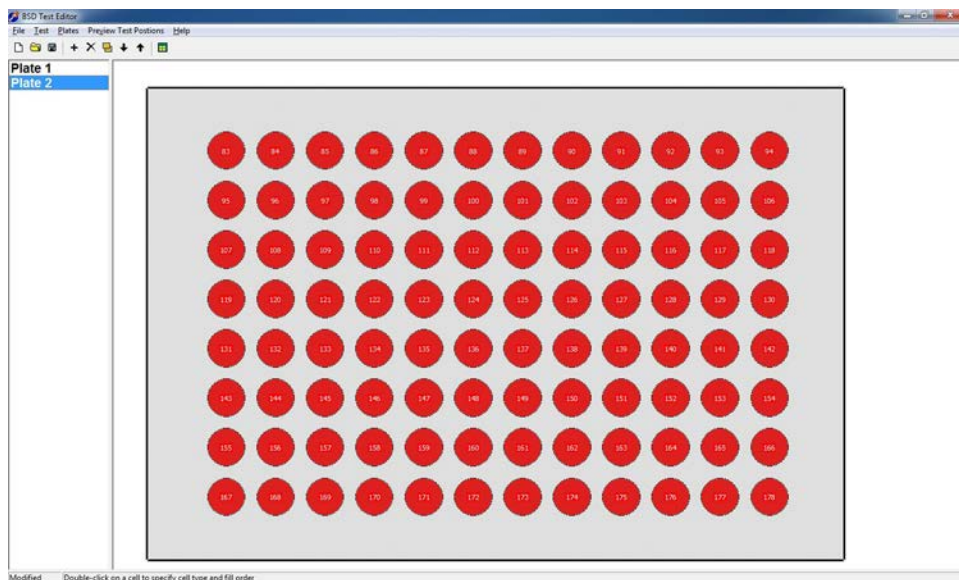 BSD Test Editor
File Test Plates Preview Test Postions Help
Plate 1
Plate 2
83 84 85 86 87 88 89 90 91 92 93 94
95 96 97 98 99 100 101 102 103 104 105 106
107 108 109 110 111 112 113 114 115 116 117 118
119 120 121 122 123 124 125 126 127 128 129 130
131 132 133 134 135 136 137 138 139 140 141 142
143 144 145 146 147 148 149 150 151 152 153 154
155 156 157 158 159 160 161 162 163 164 165 166
167 168 169 170 171 172 173 174 175 176 177 178
Modified Double-click on a cell to specify cell type and fill order